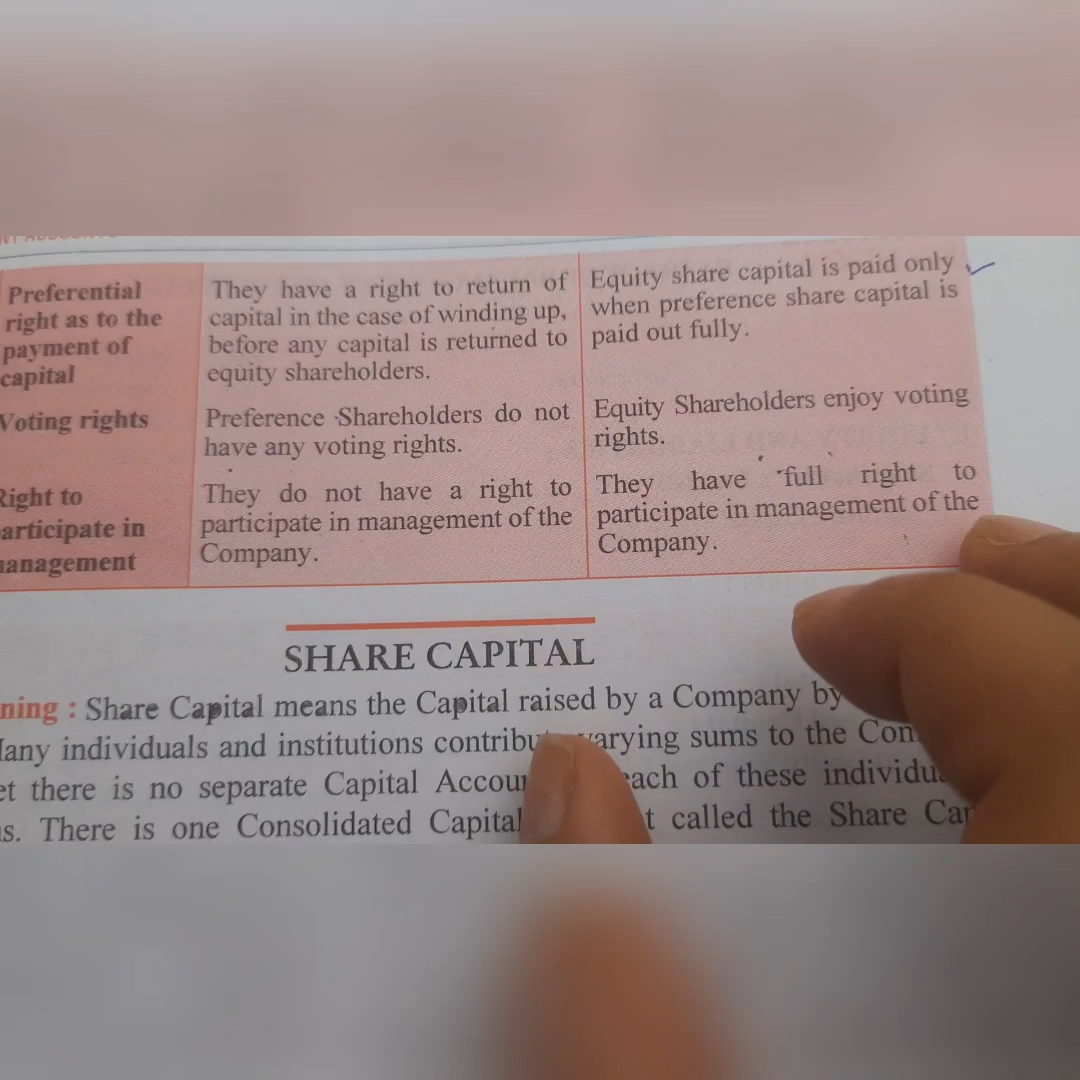 Preferential
right as to the
payment of
capital
They have a right to return of
capital in the case of winding up,
before any capital is returned to
equity shareholders.
Equity share capital is paid only
when preference share capital is
paid out fully.
Voting rights
Preference Shareholders do not
have any voting rights.
Equity Shareholders enjoy voting
rights.
Right to
articipate in
anagement
They do not have a right to
participate in management of the
Company.
They have full right to
participate in management of the
Company.
SHARE CAPITAL
ning : Share Capital means the Capital raised by a Company by
any individuals and institutions contribu arying sums to the Com
et there is no separate Capital Accoun each of these individu
s. There is one Consolidated Capital t called the Share Cap